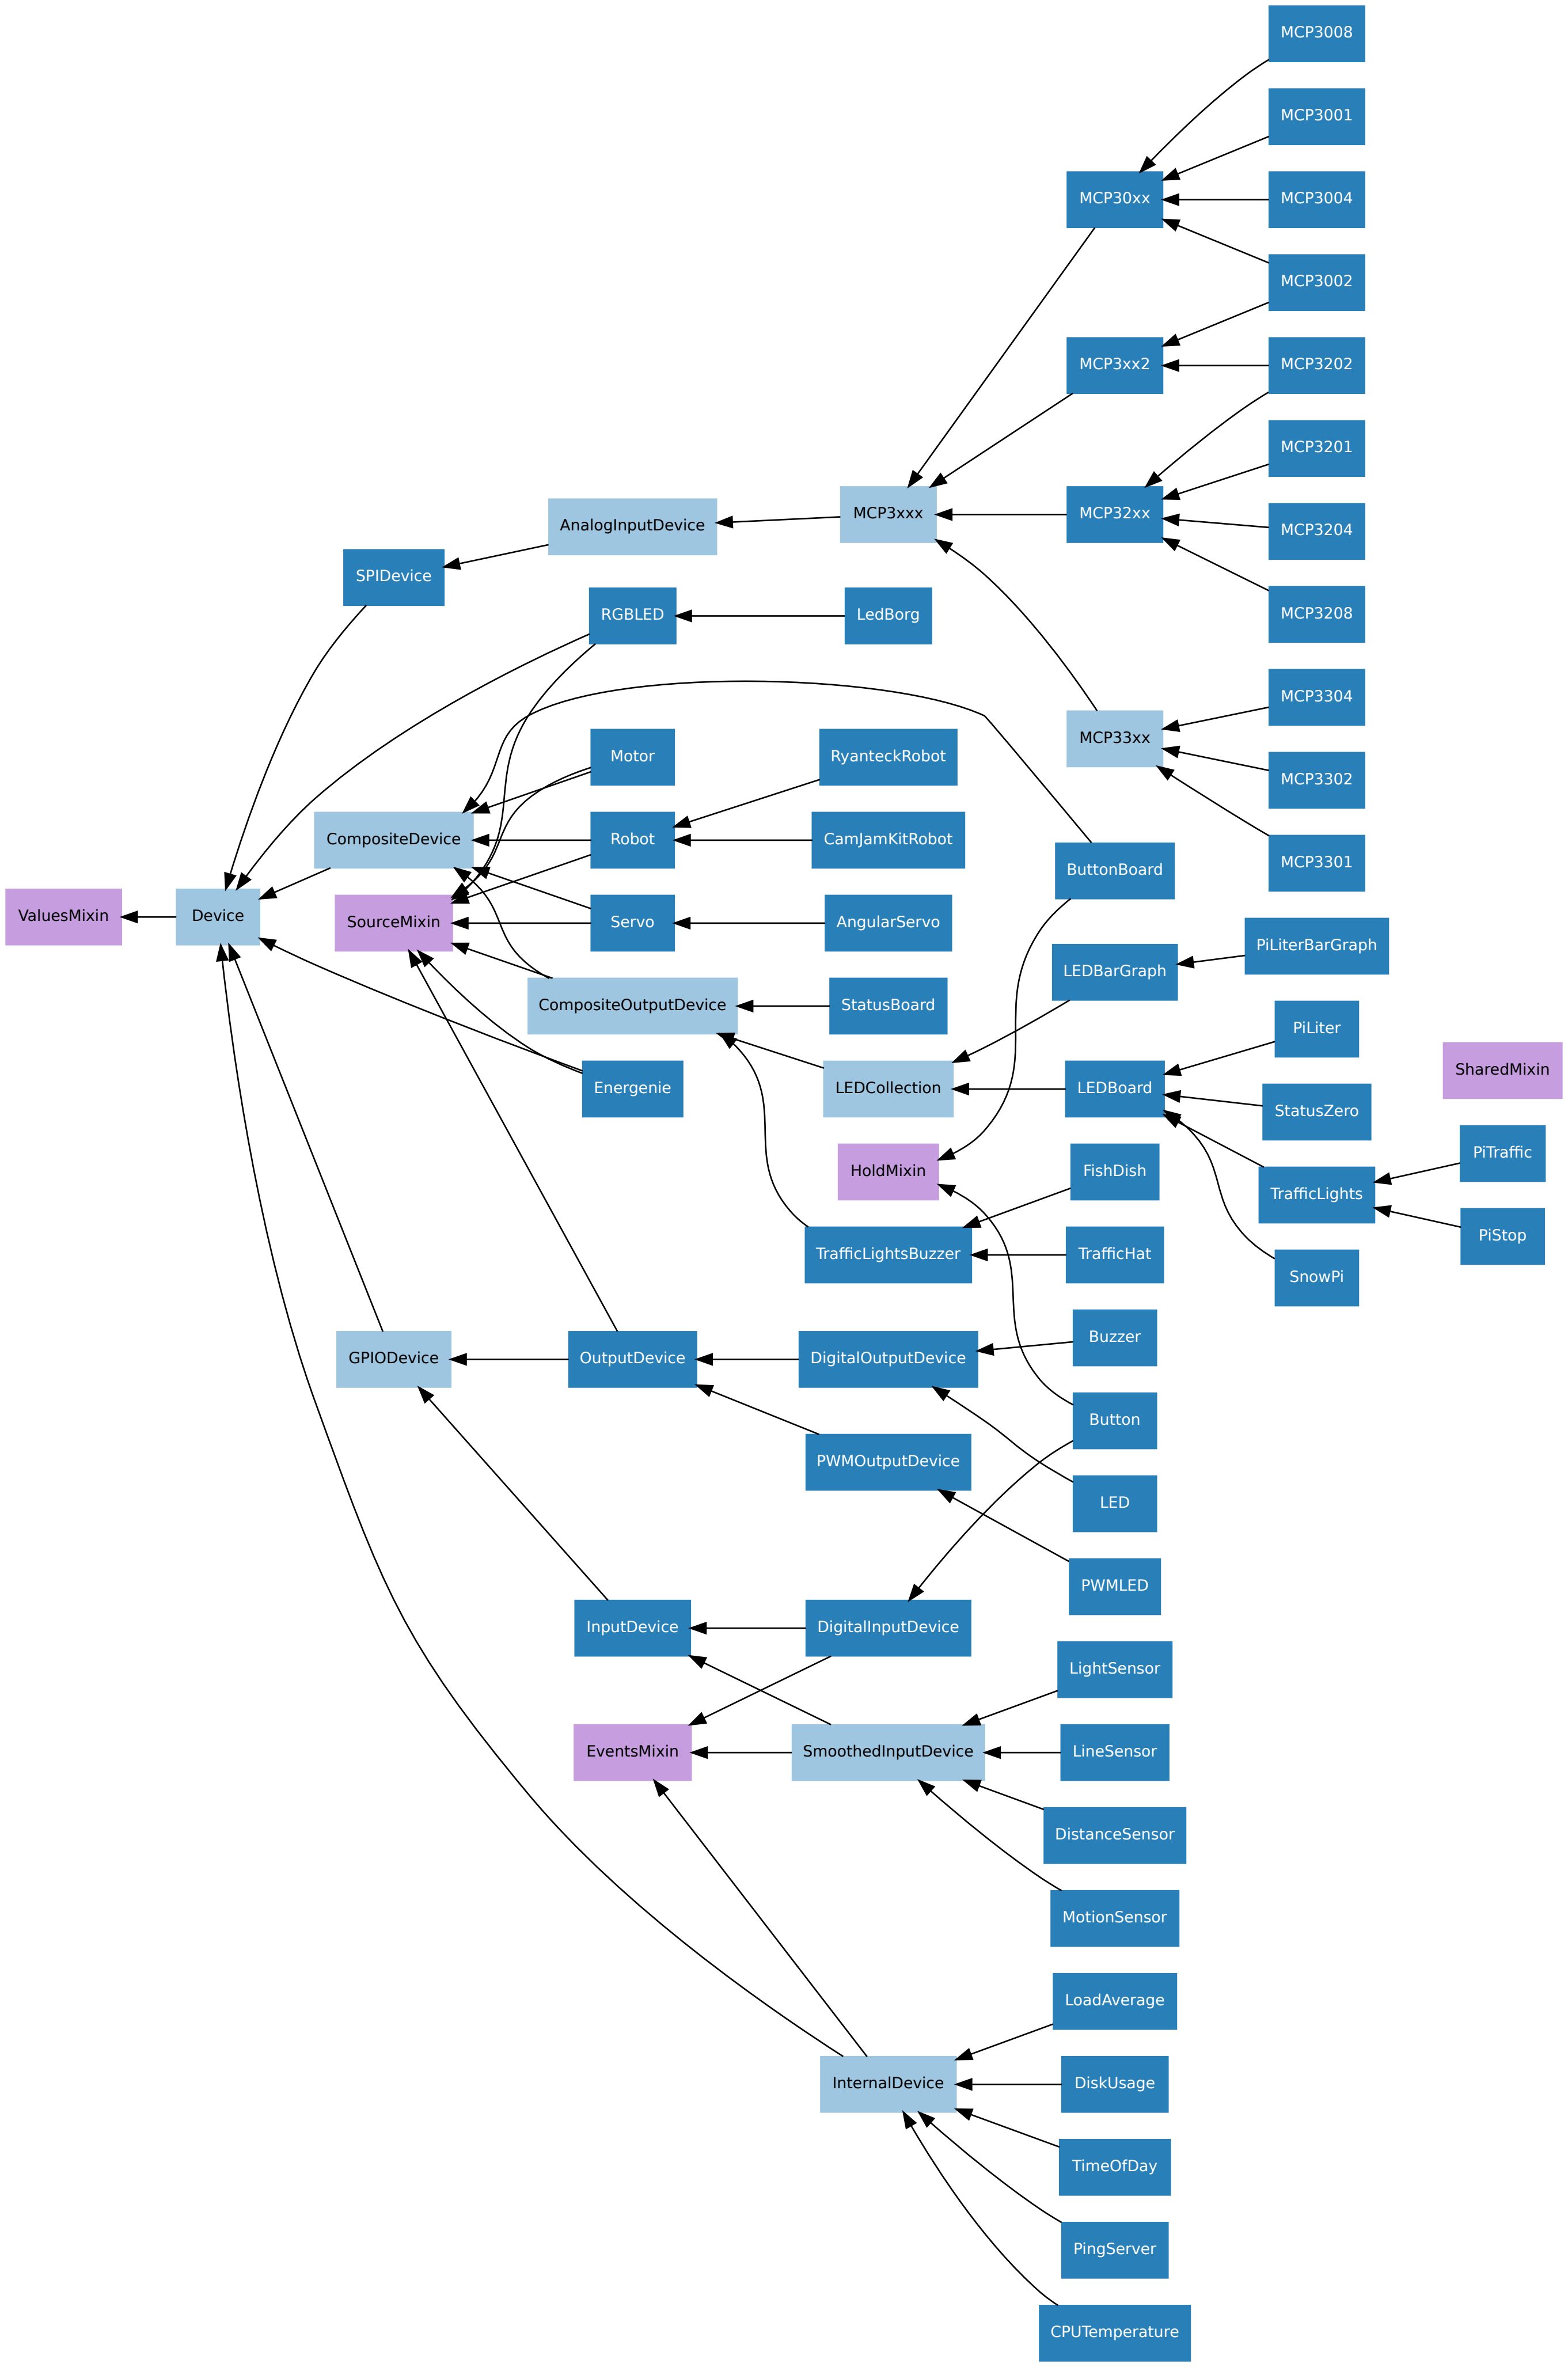 MCP3008
MCP3001
MCP30xx
MCP3004
MCP3002
MCP3xx2
MCP3202
MCP3201
MCP3xxx
MCP32xx
AnalogInputDevice
MCP3204
SPIDevice
RGBLED
LedBorg
MCP3208
MCP3304
MCP33xx
Motor
RyanteckRobot
MCP3302
CompositeDevice
Robot
CamJamKitRobot
MCP3301
ButtonBoard
ValuesMixin
Device
SourceMixin
Servo
AngularServo
PiLiterBarGraph
LEDBarGraph
CompositeOutputDevice
StatusBoard
PiLiter
SharedMixin
Energenie
LEDCollection
LEDBoard
StatusZero
PiTraffic
HoldMixin
FishDish
TrafficLights
PiStop
TrafficLightsBuzzer
TrafficHat
SnowPi
Buzzer
GPIODevice
OutputDevice
DigitalOutputDevice
Button
PWMOutputDevice
LED
PWMLED
InputDevice
DigitalInputDevice
LightSensor
EventsMixin
SmoothedInputDevice
LineSensor
DistanceSensor
MotionSensor
LoadAverage
InternalDevice
DiskUsage
TimeOfDay
PingServer
CPUTemperature